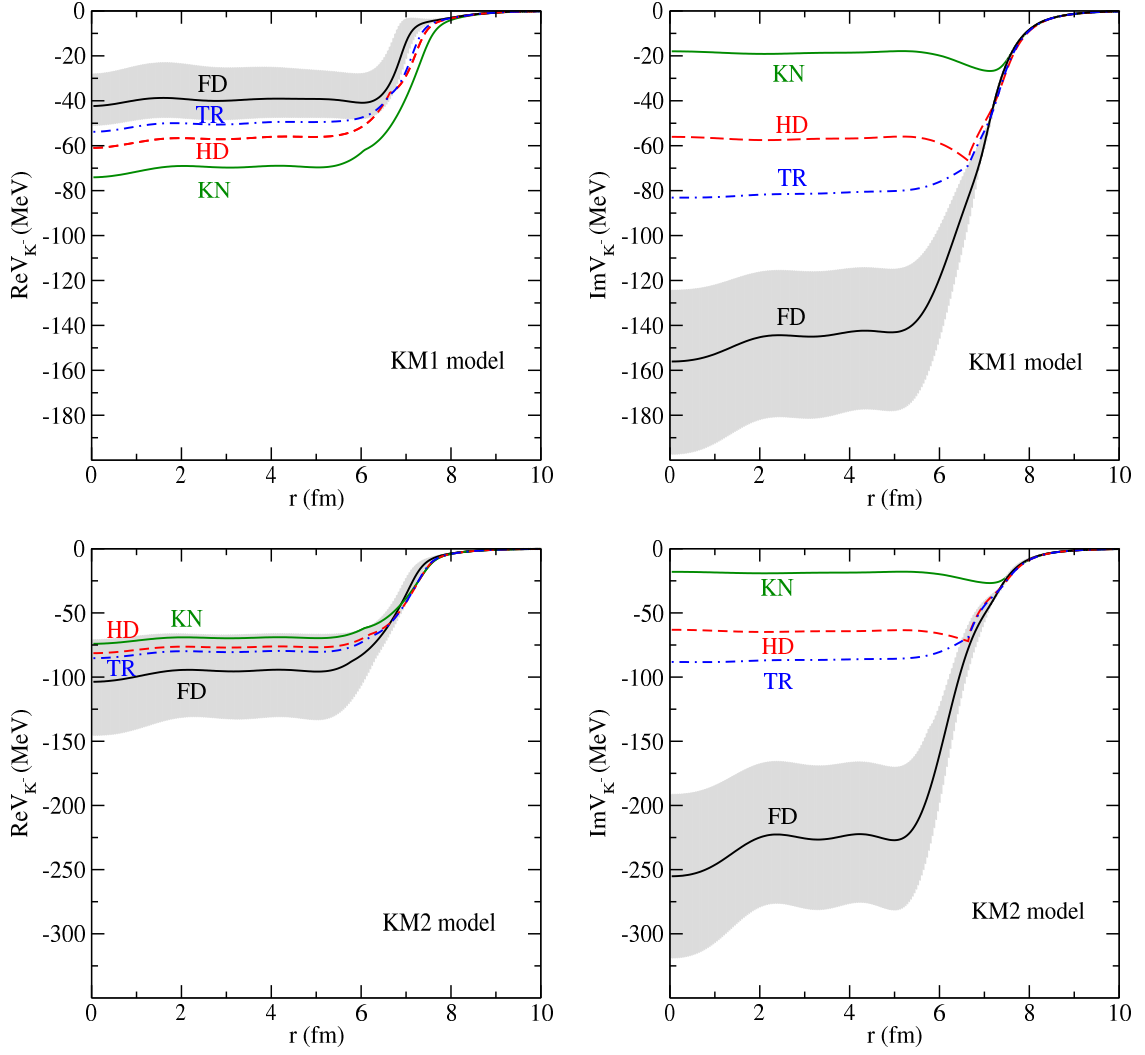 0
-20
-40
-60
-80
-100
-120
-140
-160
-180
ReV_K⁻ (MeV)
FD
TR
HD
KN
KM1 model
0 2 4 6 8 10
r (fm)
0
-20
-40
-60
-80
-100
-120
-140
-160
-180
ImV_K⁻ (MeV)
KN
HD
TR
FD
KM1 model
0 2 4 6 8 10
r (fm)
0
-50
-100
-150
-200
-250
-300
ReV_K⁻ (MeV)
KN
HD
TR
FD
KM2 model
0 2 4 6 8 10
r (fm)
0
-50
-100
-150
-200
-250
-300
ImV_K⁻ (MeV)
KN
HD
TR
FD
KM2 model
0 2 4 6 8 10
r (fm)